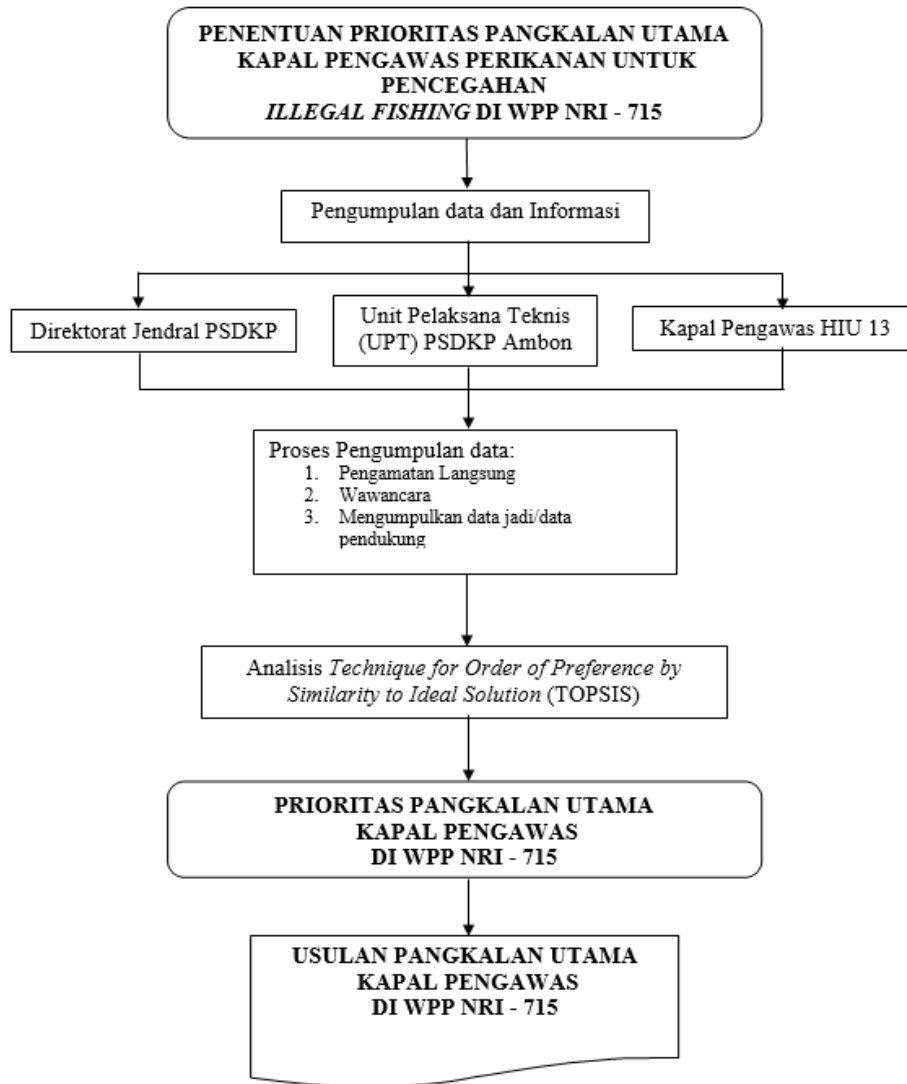 PENENTUAN PRIORITAS PANGKALAN UTAMA
KAPAL PENGAWAS PERIKANAN UNTUK
PENCEGAHAN
ILLEGAL FISHING DI WPP NRI - 715
Pengumpulan data dan Informasi
Direktorat Jendral PSDKP
Unit Pelaksana Teknis
(UPT) PSDKP Ambon
Kapal Pengawas HIU 13
Proses Pengumpulan data:
1. Pengamatan Langsung
2. Wawancara
3. Mengumpulkan data jadi/data
pendukung
Analisis Technique for Order of Preference by
Similarity to Ideal Solution (TOPSIS)
PRIORITAS PANGKALAN UTAMA
KAPAL PENGAWAS
DI WPP NRI - 715
USULAN PANGKALAN UTAMA
KAPAL PENGAWAS
DI WPP NRI - 715